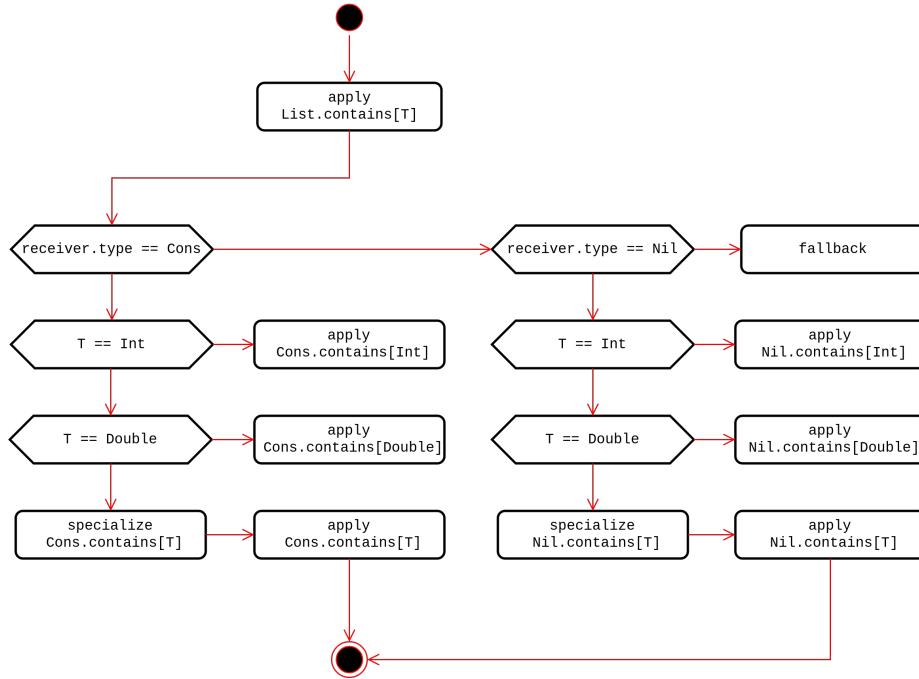 apply
List.contains[T]
receiver.type == Cons
receiver.type == Nil
fallback
T == Int
apply
Cons.contains[Int]
T == Int
apply
Nil.contains[Int]
T == Double
apply
Cons.contains[Double]
T == Double
apply
Nil.contains[Double]
specialize
Cons.contains[T]
apply
Cons.contains[T]
specialize
Nil.contains[T]
apply
Nil.contains[T]